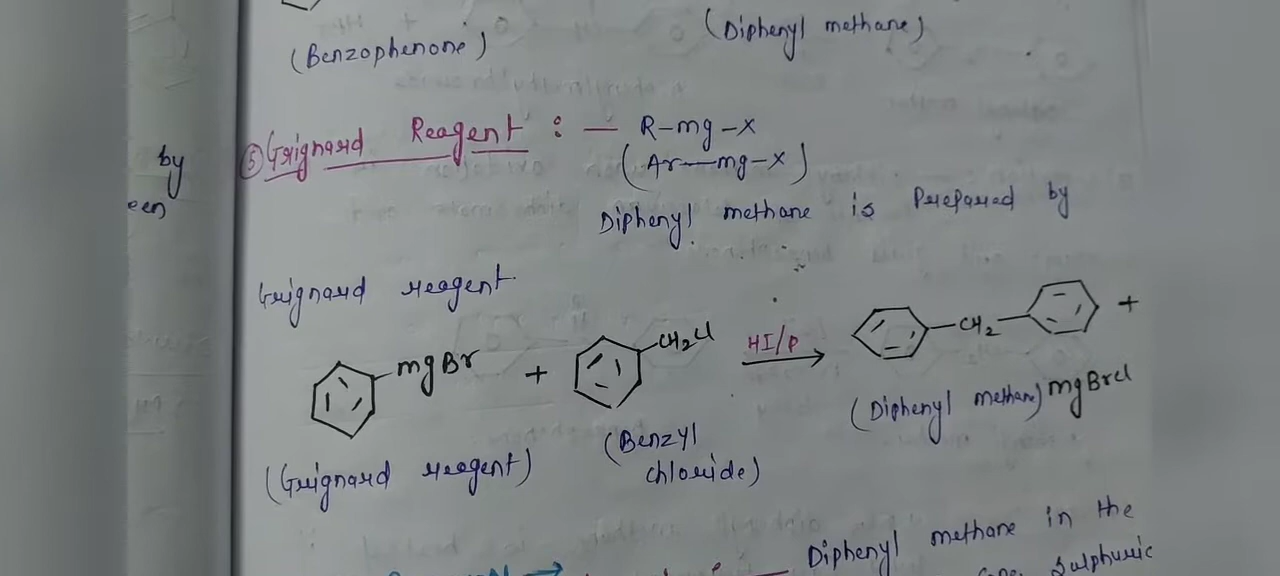 (Benzophenone)
(Diphenyl methane)
by
een
⑤ Grignard Reagent : — R-mg-X
(Ar—mg-X)
Diphenyl methane is Prepared by
Grignard reagent.
mgBr + CH2Cl HI/P CH2 +
(Grignard reagent)
(Benzyl
chloride)
(Diphenyl methane) mgBrCl
Diphenyl methane in the
Sulphuric